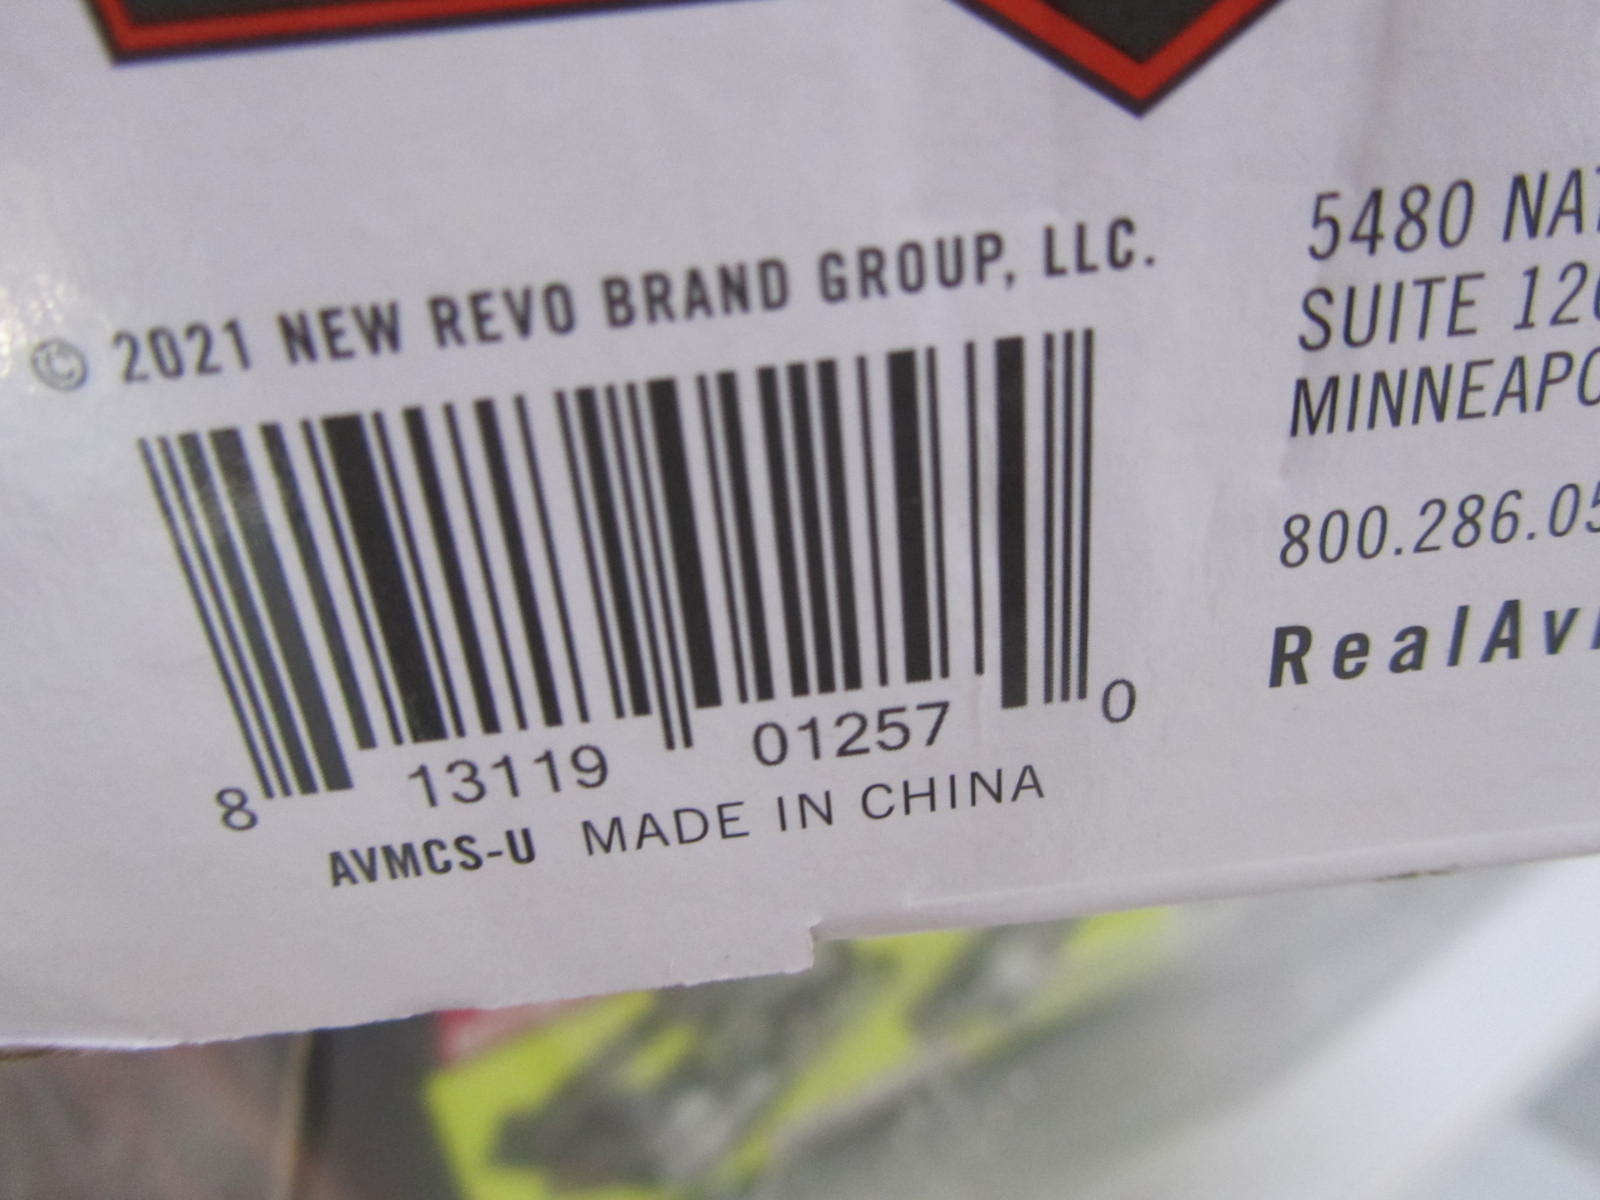 © 2021 NEW REVO BRAND GROUP, LLC.
8 13119 01257 0
AVMCS-U MADE IN CHINA
5480
SUITE
800.286.